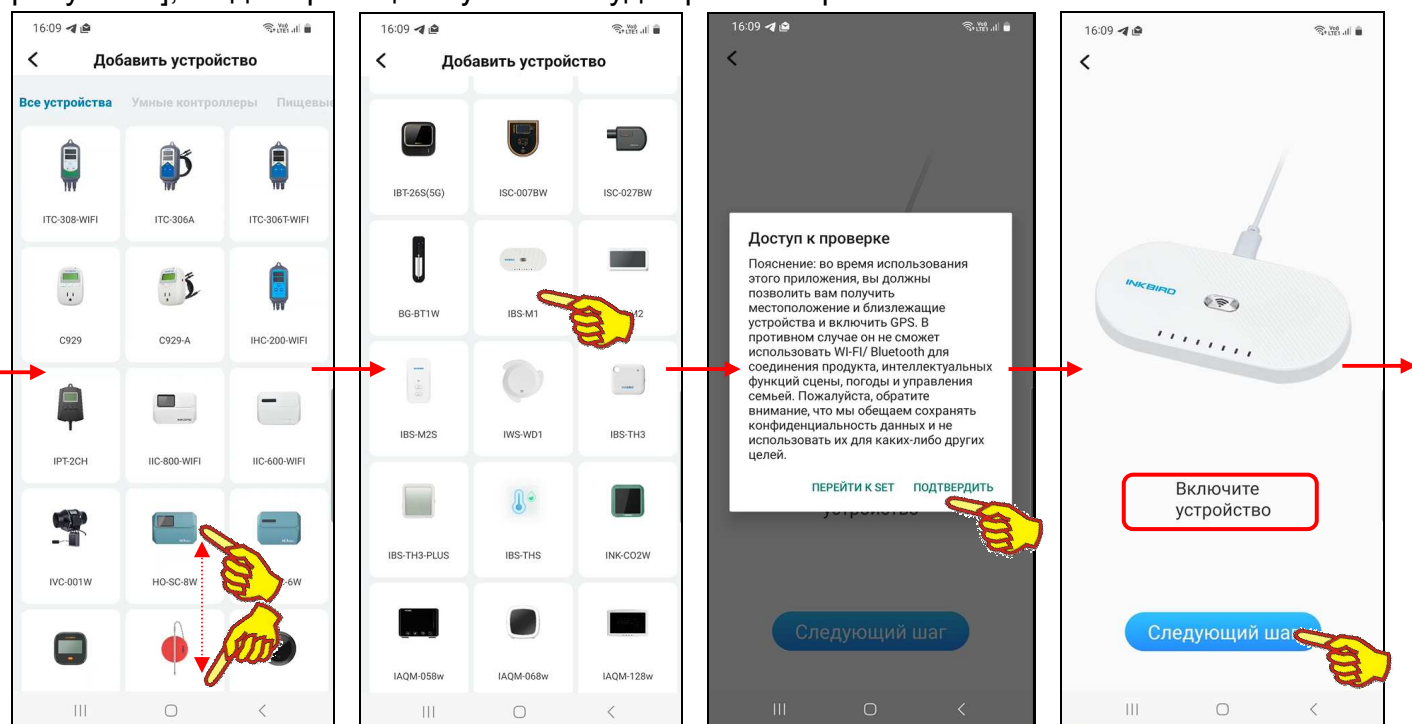 16:09
Добавить устройство
Все устройства Умные контроллеры Пищевые
ITC-308-WIFI ITC-306A ITC-306T-WIFI
C929 C929-A IHC-200-WIFI
IPT-2CH IIC-800-WIFI IIC-600-WIFI
IVC-001W HO-SC-8W -6W
16:09
Добавить устройство
IBT-26S(5G) ISC-007BW ISC-027BW
BG-BT1W IBS-M1 M2
IBS-M2S IWS-WD1 IBS-TH3
IBS-TH3-PLUS IBS-THS INK-CO2W
IAQM-058w IAQM-068w IAQM-128w
16:09
Доступ к проверке
Пояснение: во время использования
этого приложения, вы должны
позволить вам получить
местоположение и близлежащие
устройства и включить GPS. В
противном случае он не сможет
использовать WI-FI/ Bluetooth для
соединения продукта, интеллектуальных
функций сцены, погоды и управления
семьей. Пожалуйста, обратите
внимание, что мы обещаем сохранять
конфиденциальность данных и не
использовать их для каких-либо других
целей.
ПЕРЕЙТИ К SET ПОДТВЕРДИТЬ
устройство
Следующий шаг
16:09
INKBIRD
Включите
устройство
Следующий шаг